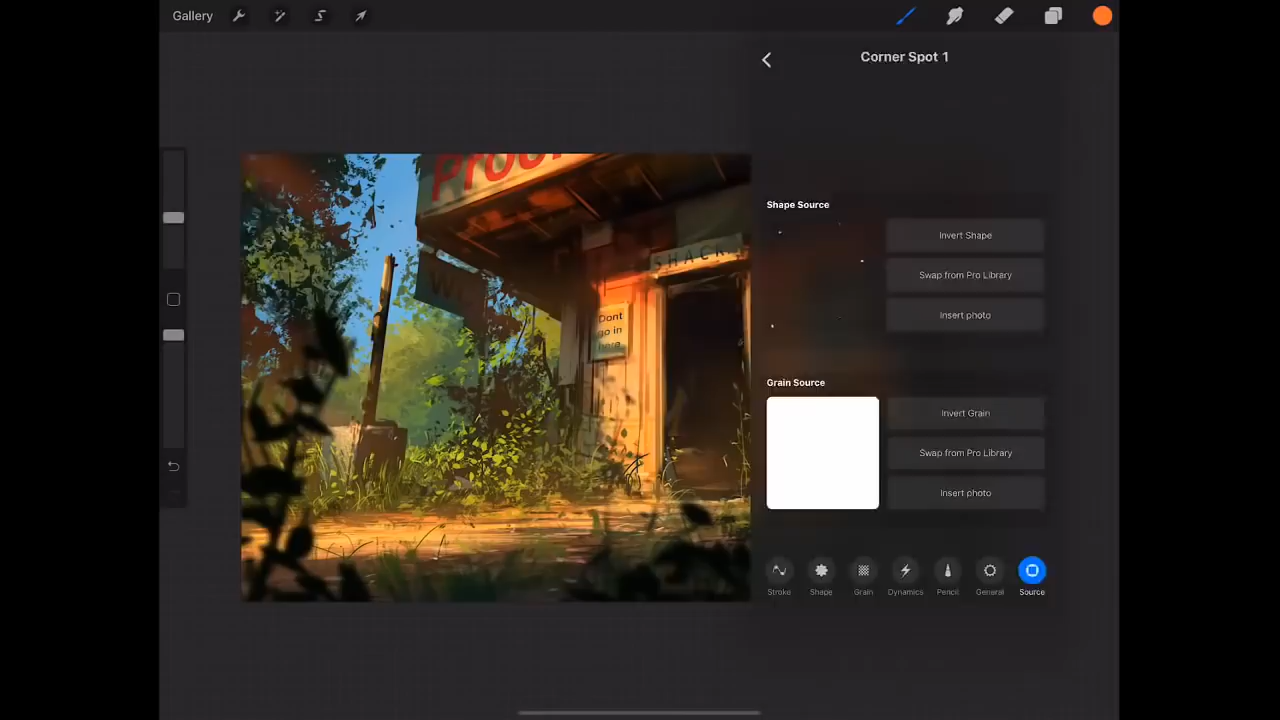 Gallery
Corner Spot 1
Shape Source
Invert Shape
Swap from Pro Library
Insert photo
Grain Source
Invert Grain
Swap from Pro Library
Insert photo
Stroke
Shape
Grain
Dynamics
Pencil
General
Source
SHACK
Dont
go in
here